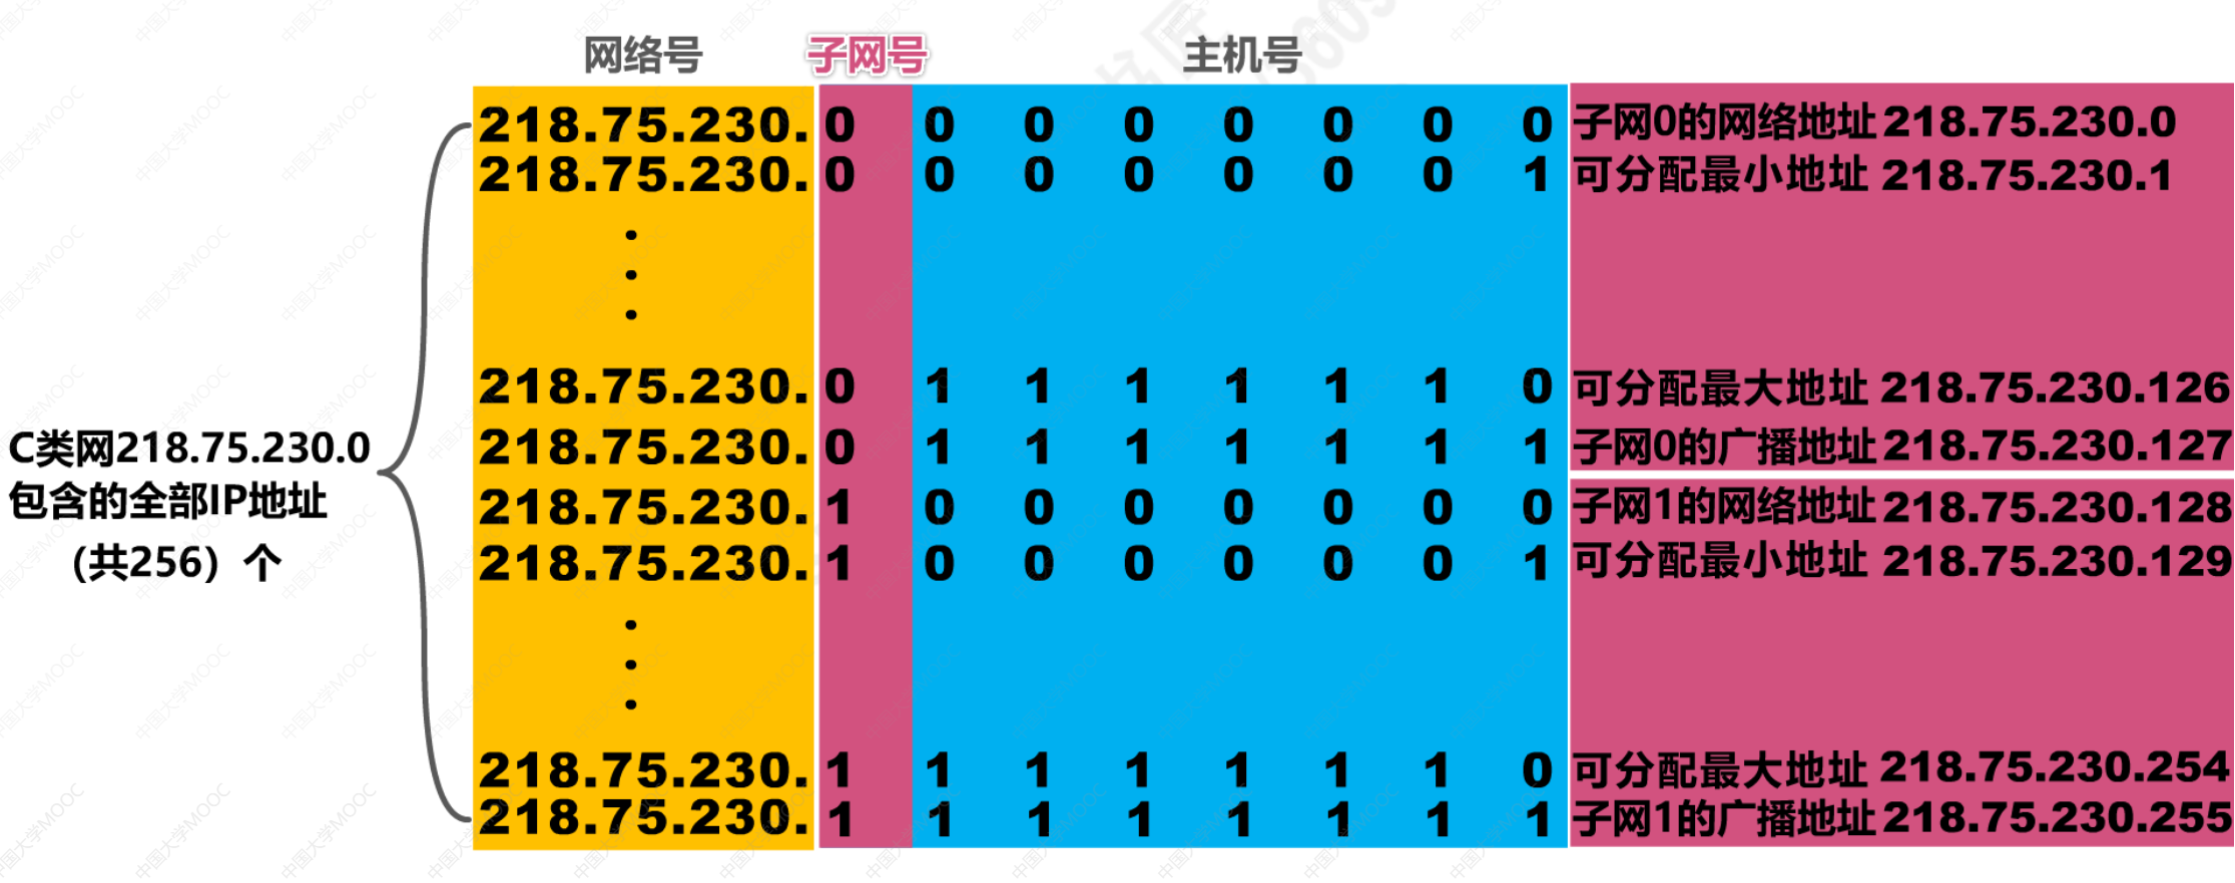 网络号 子网号 主机号
218.75.230. 0 0 0 0 0 0 0 0 子网0的网络地址 218.75.230.0
218.75.230. 0 0 0 0 0 0 0 1 可分配最小地址 218.75.230.1
218.75.230. 0 1 1 1 1 1 1 0 可分配最大地址 218.75.230.126
218.75.230. 0 1 1 1 1 1 1 1 子网0的广播地址 218.75.230.127
C类网218.75.230.0
包含的全部IP地址
（共256）个
218.75.230. 1 0 0 0 0 0 0 0 子网1的网络地址 218.75.230.128
218.75.230. 1 0 0 0 0 0 0 1 可分配最小地址 218.75.230.129
218.75.230. 1 1 1 1 1 1 1 0 可分配最大地址 218.75.230.254
218.75.230. 1 1 1 1 1 1 1 1 子网1的广播地址 218.75.230.255
中国大学MOOC